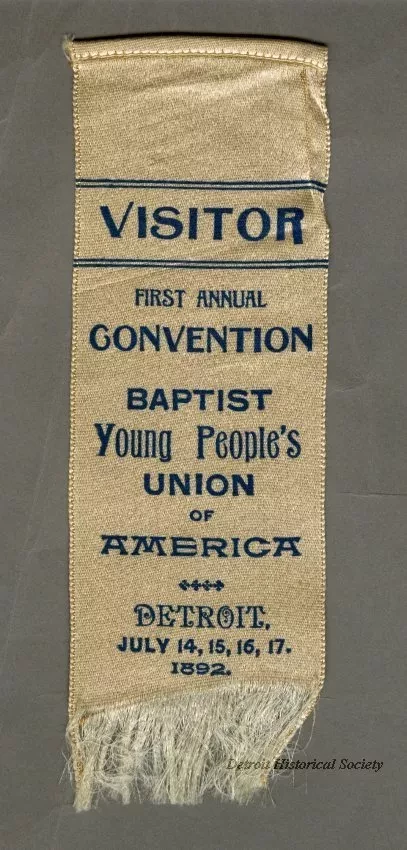 VISITOR
FIRST ANNUAL
CONVENTION
BAPTIST
Young People's
UNION
OF
AMERICA
DETROIT.
JULY 14, 15, 16, 17.
1892.
Detroit Historical Society